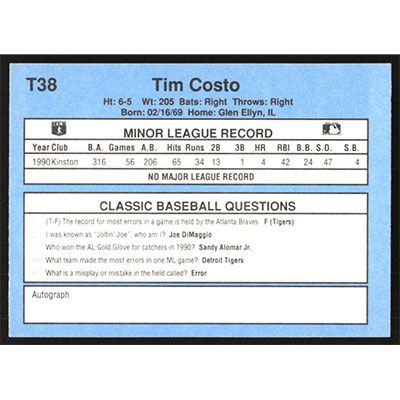 T38
Tim Costo
Ht: 6-5 Wt: 205 Bats: Right Throws: Right
Born: 02/16/69 Home: Glen Ellyn, IL
MINOR LEAGUE RECORD
Year Club B.A. Games A.B. Hits Runs 2B 3B HR RBI B.B. S.O. S.B.
1990 Kinston .316 56 206 65 34 13 1 4 42 24 47 4
NO MAJOR LEAGUE RECORD
CLASSIC BASEBALL QUESTIONS
(T-F) The record for most errors in a game is held by the Atlanta Braves. F (Tigers)
I was known as "Joltin' Joe", who am I? Joe DiMaggio
Who won the AL Gold Glove for catchers in 1990? Sandy Alomar Jr.
What team made the most errors in one ML game? Detroit Tigers
What is a misplay or mistake in the field called? Error
Autograph